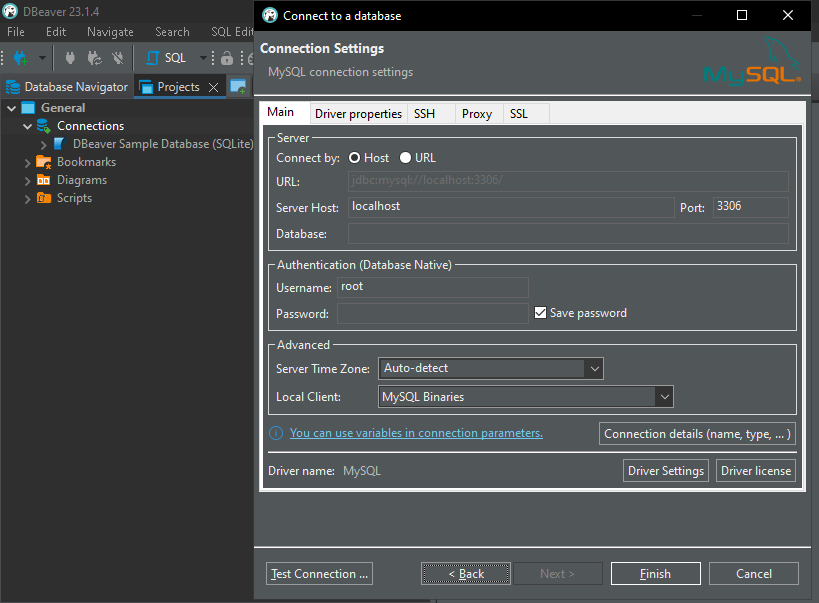 DBeaver 23.1.4
File Edit Navigate Search SQL Edit
SQL
Database Navigator Projects
General
Connections
DBeaver Sample Database (SQLite)
Bookmarks
Diagrams
Scripts
Connect to a database
Connection Settings
MySQL connection settings
MySQL
Main Driver properties SSH Proxy SSL
Server
Connect by: Host URL
URL: jdbc:mysql://localhost:3306/
Server Host: localhost Port: 3306
Database:
Authentication (Database Native)
Username: root
Password: Save password
Advanced
Server Time Zone: Auto-detect
Local Client: MySQL Binaries
You can use variables in connection parameters. Connection details (name, type, ... )
Driver name: MySQL Driver Settings Driver license
Test Connection ... < Back Next > Finish Cancel